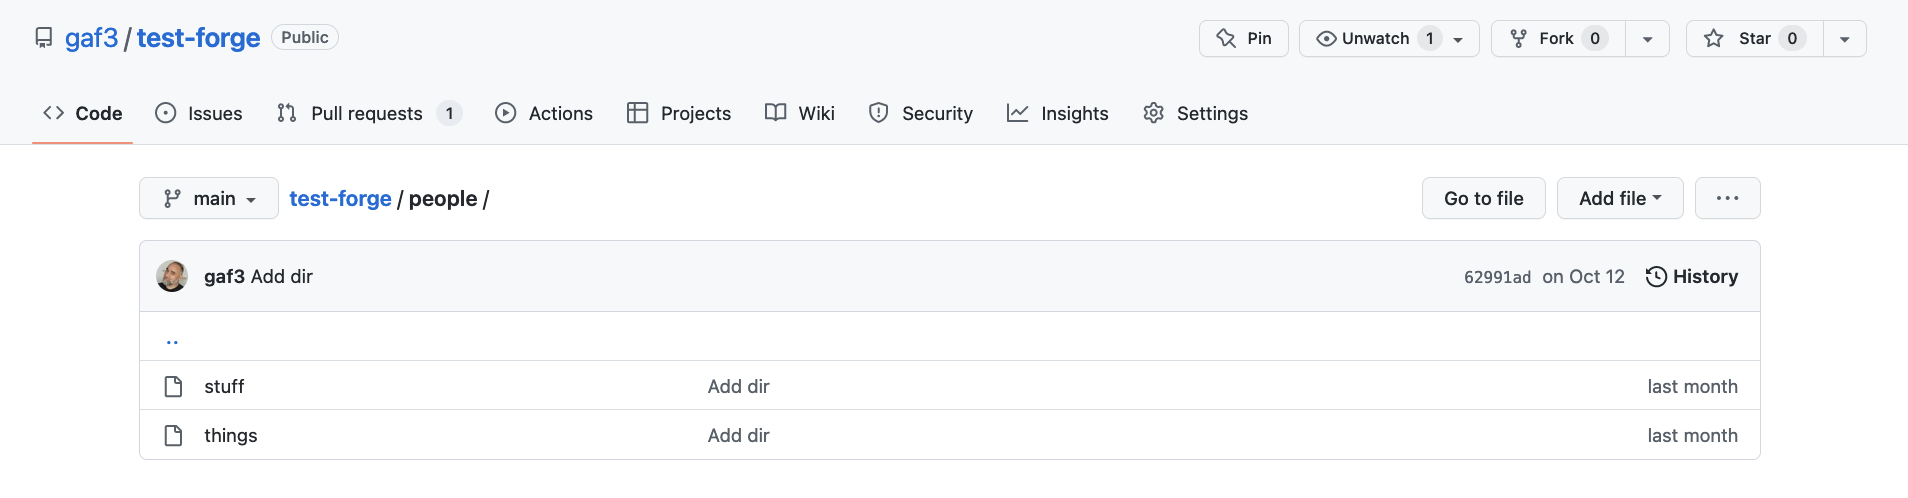 gaf3 / test-forge Public Pin Unwatch 1 Fork 0 Star 0
Code Issues Pull requests 1 Actions Projects Wiki Security Insights Settings
main test-forge / people / Go to file Add file ...
gaf3 Add dir 62991ad on Oct 12 History
..
stuff Add dir last month
things Add dir last month